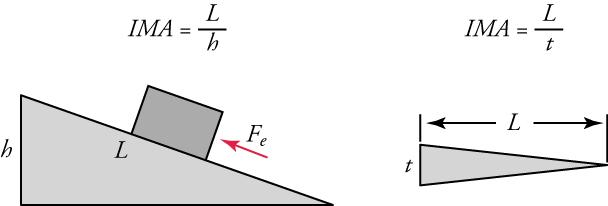 IMA = L/h
IMA = L/t
h
L
Fₑ
L
t